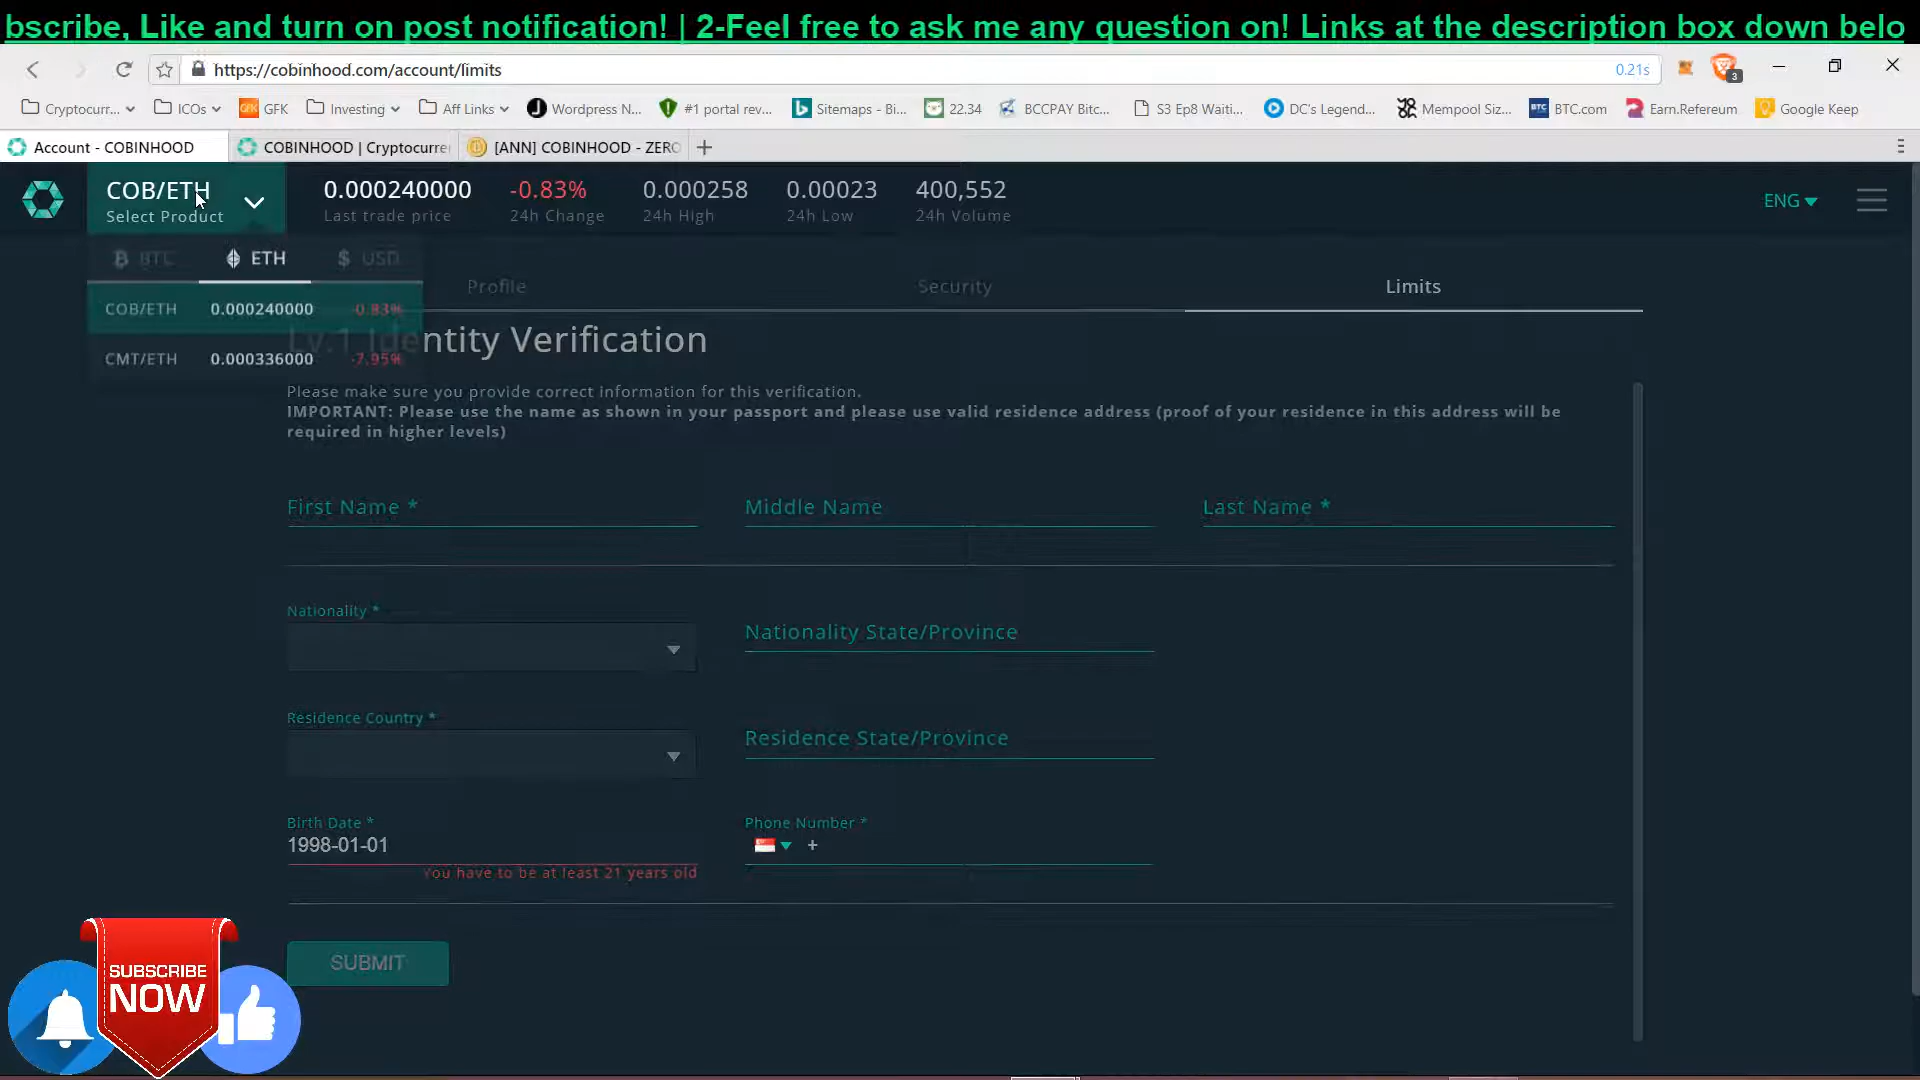 bscribe, Like and turn on post notification! | 2-Feel free to ask me any question on! Links at the description box down belo
https://cobinhood.com/account/limits
0.21s
3
Cryptocurr...
ICOs
GFK
GFK
Investing
Aff Links
Wordpress N...
#1 portal rev...
Sitemaps - Bi...
22.34
BCCPAY Bitc...
S3 Ep8 Waiti...
DC's Legend...
Mempool Siz...
BTC
BTC.com
Earn.Refereum
Google Keep
Account - COBINHOOD
COBINHOOD | Cryptocurre
[ANN] COBINHOOD - ZERO
COB/ETH
Select Product
0.000240000
Last trade price
-0.83%
24h Change
0.000258
24h High
0.00023
24h Low
400,552
24h Volume
ENG
BTC
ETH
$ USD
COB/ETH 0.000240000 -0.83%
CMT/ETH 0.000336000 -7.95%
Profile
Security
Limits
Lv.1 Identity Verification
Please make sure you provide correct information for this verification.
IMPORTANT: Please use the name as shown in your passport and please use valid residence address (proof of your residence in this address will be
required in higher levels)
First Name *
Middle Name
Last Name *
Nationality *
Nationality State/Province
Residence Country *
Residence State/Province
Birth Date *
1998-01-01
You have to be at least 21 years old
Phone Number *
+
SUBMIT
SUBSCRIBE
NOW